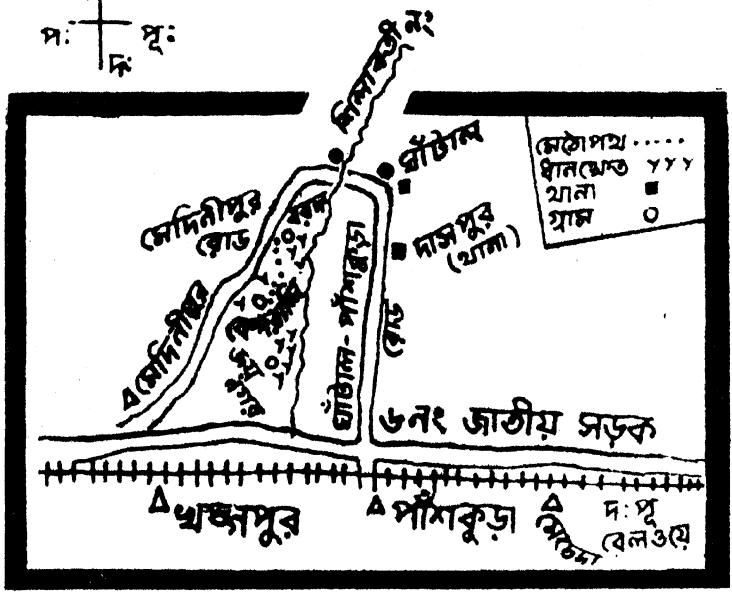 প: পূ:
দ:
শিলাবতী নং
ঘাঁটাল
মেঠোপথ
ধানক্ষেত
থানা
গ্রাম
মেদিনীপুর
রোড
দাসপুর
(থানা)
মেদিনীপুর
ঘাঁটাল-পাঁশকুড়া
রোড
৬নং জাতীয় সড়ক
খড়্গপুর
পাঁশকুড়া
মেচেদা
দ:পূ
রেলওয়ে